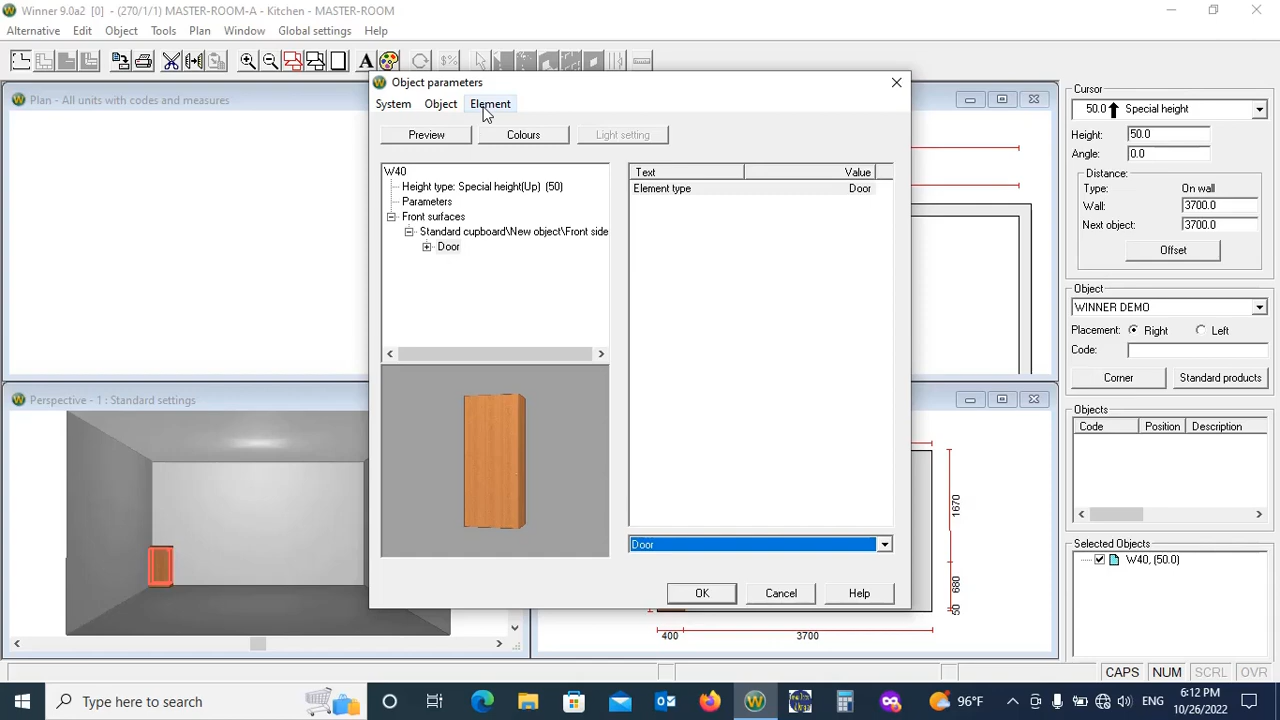 Winner 9.0a2 [0] - (270/1/1) MASTER-ROOM-A - Kitchen - MASTER-ROOM
Alternative Edit Object Tools Plan Window Global settings Help
Plan - All units with codes and measures
Object parameters
System Object Element
Preview Colours Light setting
W40
Height type: Special height(Up) (50)
Parameters
Front surfaces
Standard cupboard\New object\Front side
Door
Text Value
Element type Door
Door
OK Cancel Help
Cursor
50.0 Special height
Height: 50.0
Angle: 0.0
Distance:
Type: On wall
Wall: 3700.0
Next object: 3700.0
Offset
Object
WINNER DEMO
Placement: Right Left
Code:
Corner Standard products
Objects
Code Position Description
Selected Objects
W40, (50.0)
Perspective - 1 : Standard settings
1670
680
50
400 3700
CAPS NUM SCRL OVR
Type here to search
96°F
ENG
6:12 PM
10/26/2022